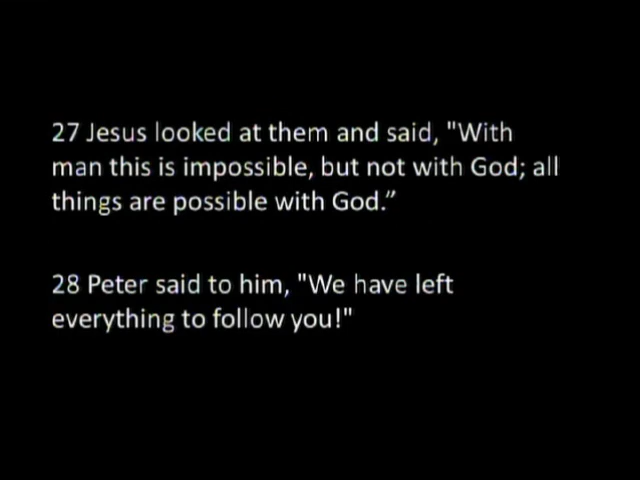 27 Jesus looked at them and said, "With
man this is impossible, but not with God; all
things are possible with God.”
28 Peter said to him, "We have left
everything to follow you!"